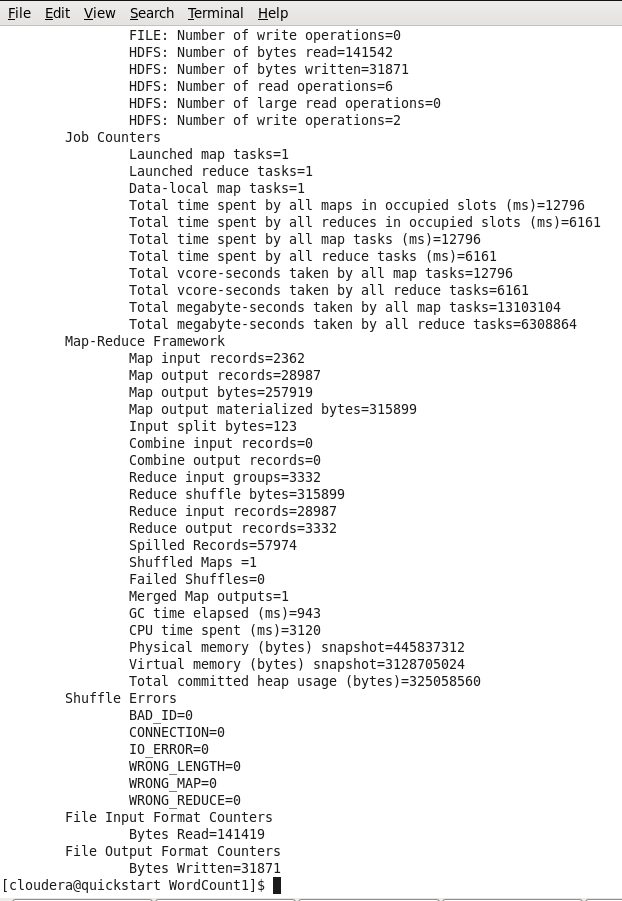 File Edit View Search Terminal Help
FILE: Number of write operations=0
HDFS: Number of bytes read=141542
HDFS: Number of bytes written=31871
HDFS: Number of read operations=6
HDFS: Number of large read operations=0
HDFS: Number of write operations=2
Job Counters
Launched map tasks=1
Launched reduce tasks=1
Data-local map tasks=1
Total time spent by all maps in occupied slots (ms)=12796
Total time spent by all reduces in occupied slots (ms)=6161
Total time spent by all map tasks (ms)=12796
Total time spent by all reduce tasks (ms)=6161
Total vcore-seconds taken by all map tasks=12796
Total vcore-seconds taken by all reduce tasks=6161
Total megabyte-seconds taken by all map tasks=13103104
Total megabyte-seconds taken by all reduce tasks=6308864
Map-Reduce Framework
Map input records=2362
Map output records=28987
Map output bytes=257919
Map output materialized bytes=315899
Input split bytes=123
Combine input records=0
Combine output records=0
Reduce input groups=3332
Reduce shuffle bytes=315899
Reduce input records=28987
Reduce output records=3332
Spilled Records=57974
Shuffled Maps =1
Failed Shuffles=0
Merged Map outputs=1
GC time elapsed (ms)=943
CPU time spent (ms)=3120
Physical memory (bytes) snapshot=445837312
Virtual memory (bytes) snapshot=3128705024
Total committed heap usage (bytes)=325058560
Shuffle Errors
BAD_ID=0
CONNECTION=0
IO_ERROR=0
WRONG_LENGTH=0
WRONG_MAP=0
WRONG_REDUCE=0
File Input Format Counters
Bytes Read=141419
File Output Format Counters
Bytes Written=31871
[cloudera@quickstart WordCount1]$